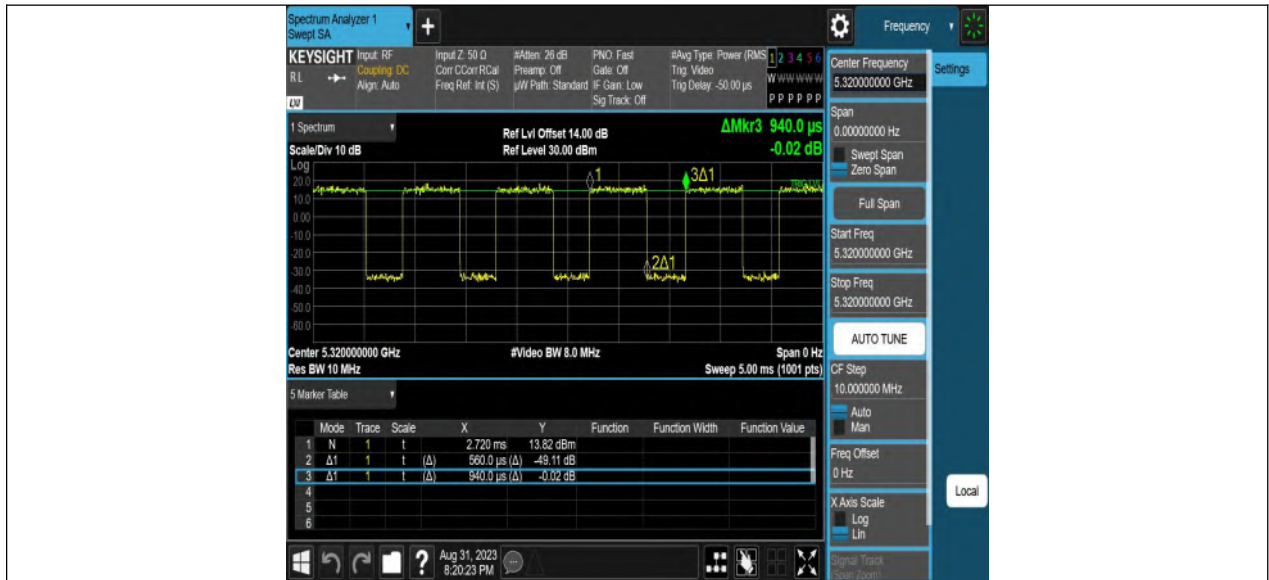 Spectrum Analyzer 1
Swept SA
+
Frequency
KEYSIGHT
RL
LXI
Input: RF
Coupling: DC
Align: Auto
Input Z: 50 Ω
Corr CCorr RCal
Freq Ref: Int (S)
#Atten: 26 dB
Preamp: Off
µW Path: Standard
PNO: Fast
Gate: Off
IF Gain: Low
Sig Track: Off
#Avg Type: Power (RMS
Trig: Video
Trig Delay: -50.00 µs
1 2 3 4 5 6
W W W W W W
P P P P P P
1 Spectrum
Scale/Div 10 dB
Ref Lvl Offset 14.00 dB
Ref Level 30.00 dBm
ΔMkr3 940.0 µs
-0.02 dB
Log
20.0
10.0
0.00
-10.0
-20.0
-30.0
-40.0
-50.0
-60.0
1
3Δ1
2Δ1
Center 5.320000000 GHz
Res BW 10 MHz
#Video BW 8.0 MHz
Span 0 Hz
Sweep 5.00 ms (1001 pts)
5 Marker Table
Mode Trace Scale X Y Function Function Width Function Value
1 N 1 t 2.720 ms 13.82 dBm
2 Δ1 1 t (Δ) 560.0 µs (Δ) -49.11 dB
3 Δ1 1 t (Δ) 940.0 µs (Δ) -0.02 dB
4
5
6
?
Aug 31, 2023
8:20:23 PM
Center Frequency
5.320000000 GHz
Settings
Span
0.00000000 Hz
Swept Span
Zero Span
Full Span
Start Freq
5.320000000 GHz
Stop Freq
5.320000000 GHz
AUTO TUNE
CF Step
10.000000 MHz
Auto
Man
Freq Offset
0 Hz
X Axis Scale
Log
Lin
Signal Track
(Span Zoom)
Local